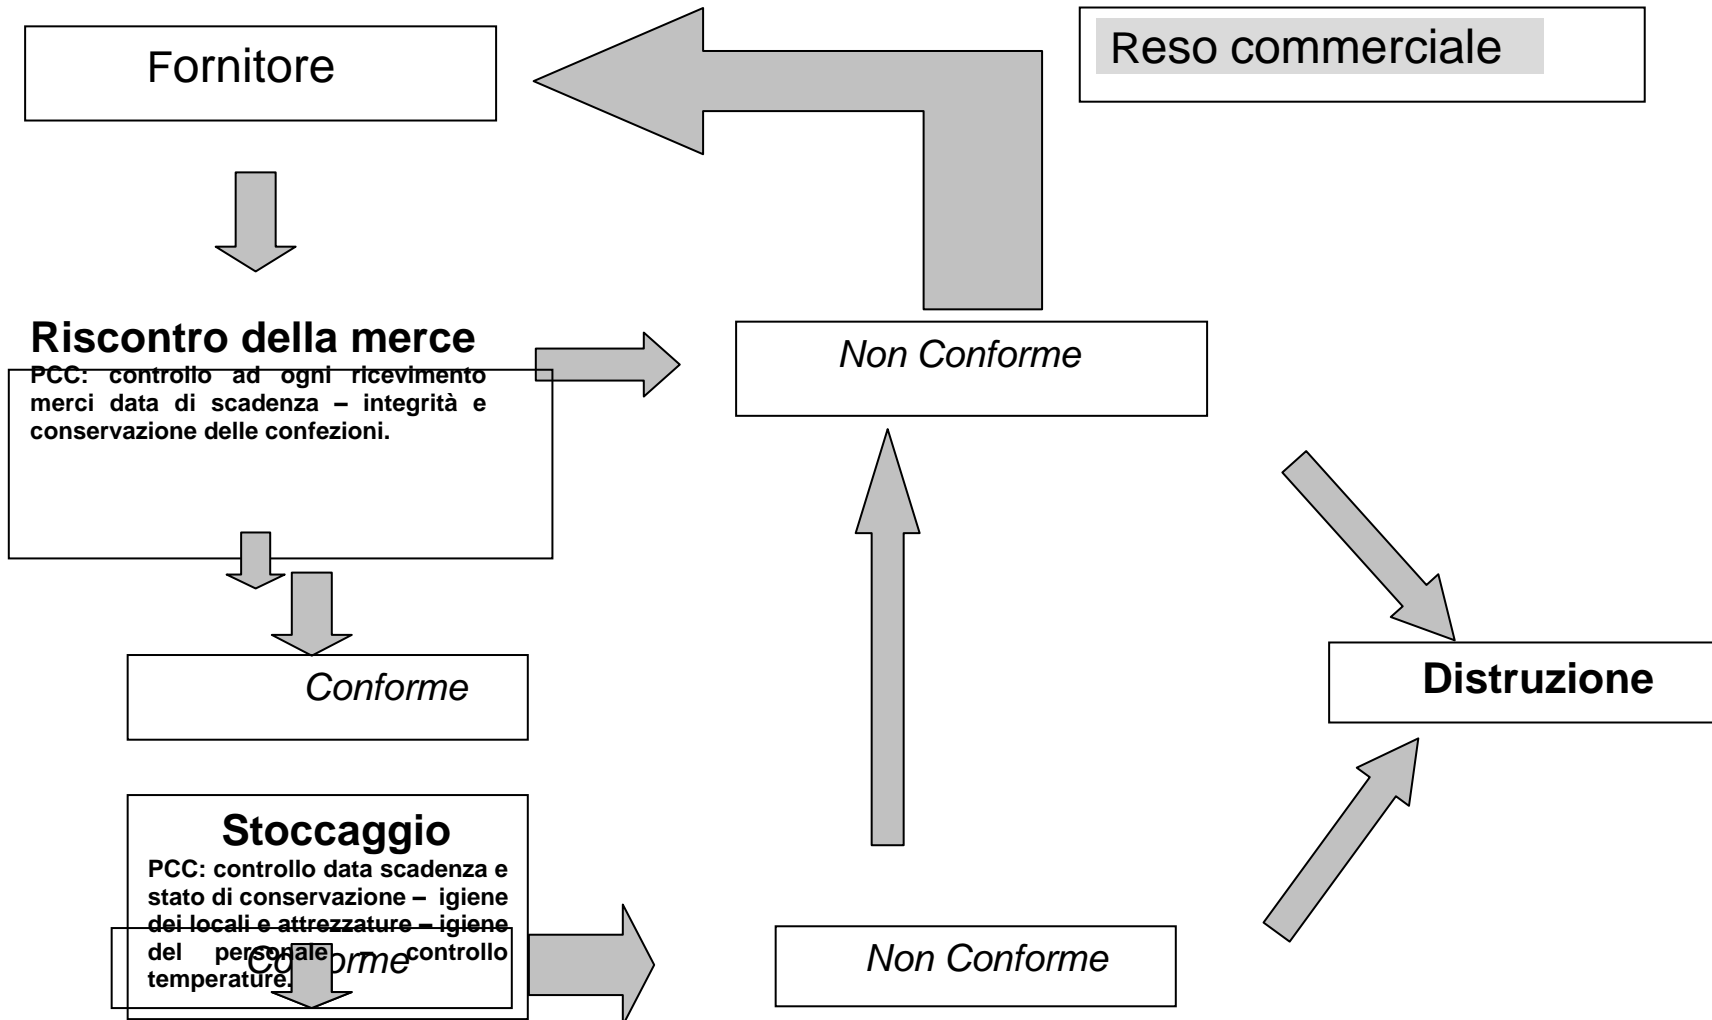 Fornitore
Reso commerciale
Riscontro della merce
PCC: controllo ad ogni ricevimento
merci data di scadenza – integrità e
conservazione delle confezioni.
Non Conforme
Conforme
Distruzione
Stoccaggio
PCC: controllo data scadenza e
stato di conservazione – igiene
dei locali e attrezzature – igiene
del personale – controllo
temperature.
Conforme
Non Conforme